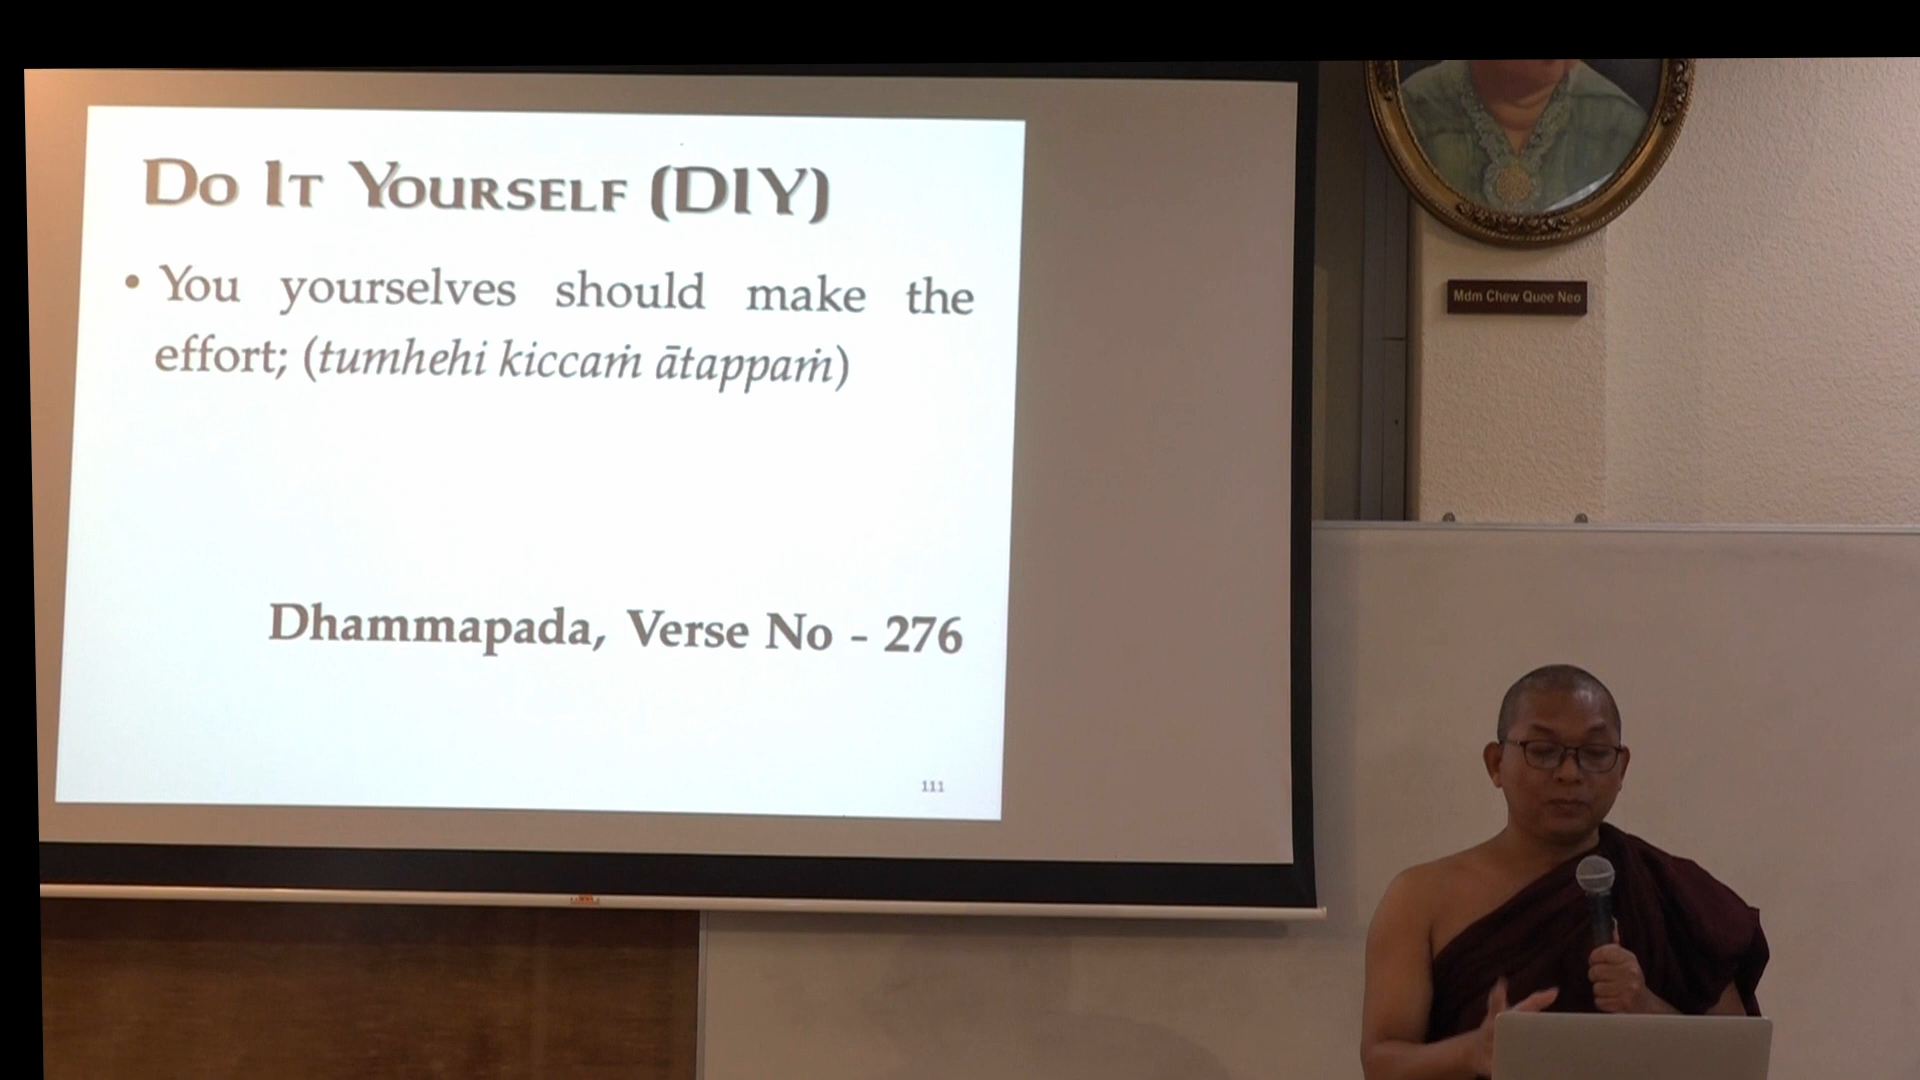 Do It Yourself (DIY)
• You yourselves should make the
effort; (tumhehi kiccaṁ ātappaṁ)
Dhammapada, Verse No - 276
111
Mdm Chew Quee Neo